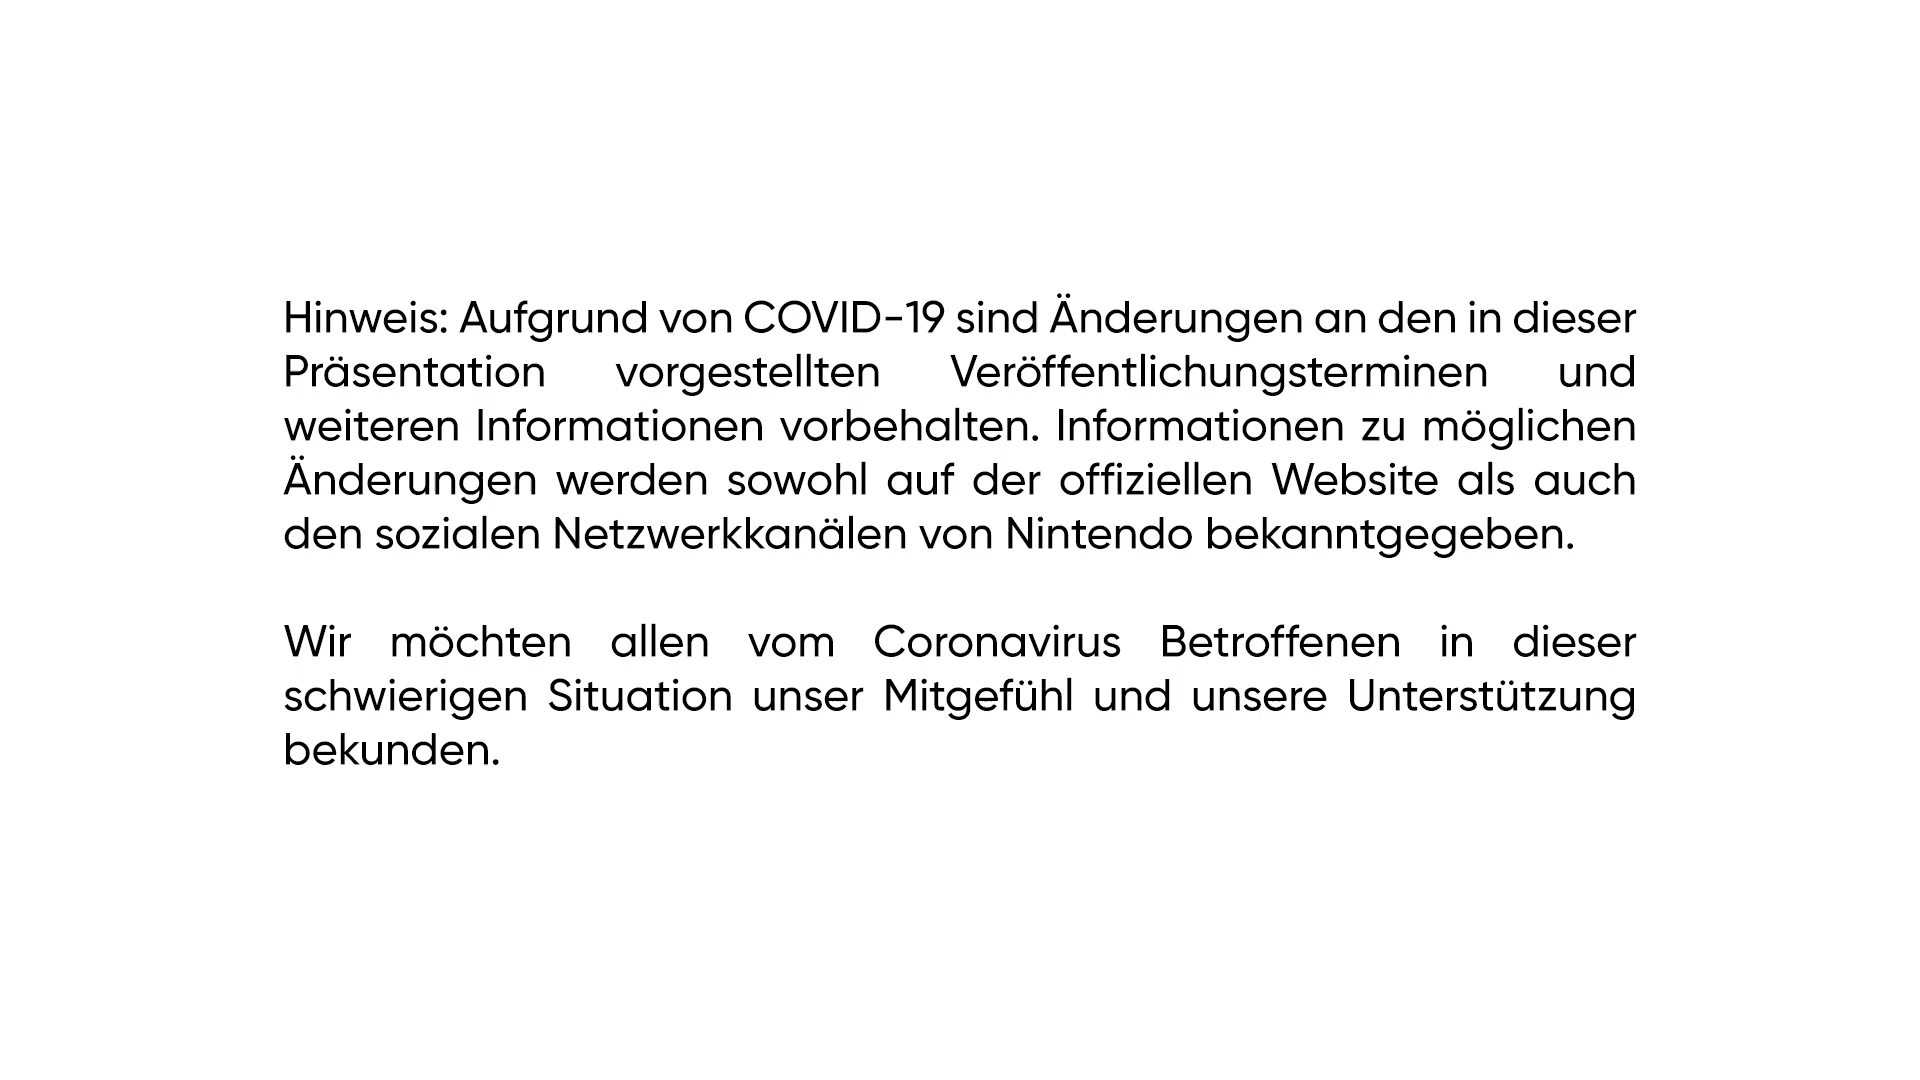 Hinweis: Aufgrund von COVID-19 sind Änderungen an den in dieser
Präsentation vorgestellten Veröffentlichungsterminen und
weiteren Informationen vorbehalten. Informationen zu möglichen
Änderungen werden sowohl auf der offiziellen Website als auch
den sozialen Netzwerkkanälen von Nintendo bekanntgegeben.
Wir möchten allen vom Coronavirus Betroffenen in dieser
schwierigen Situation unser Mitgefühl und unsere Unterstützung
bekunden.